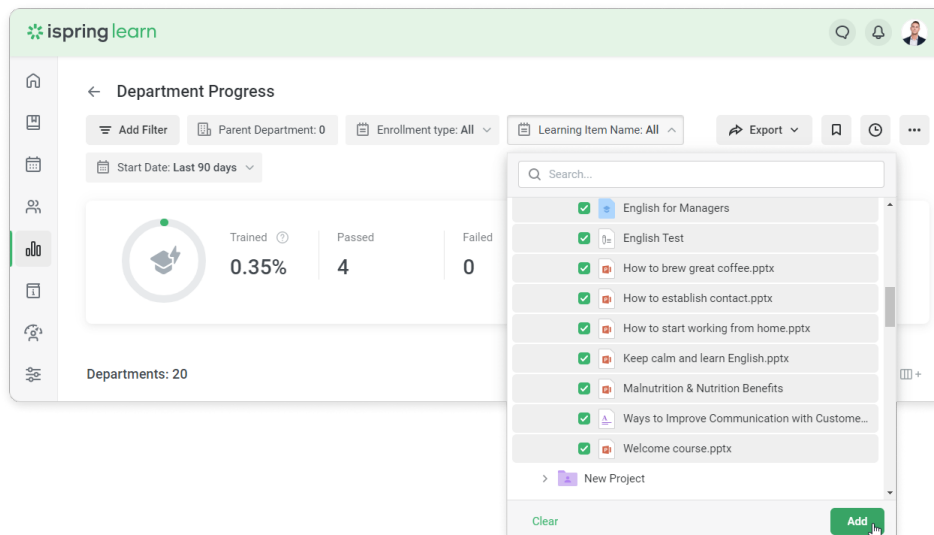 ispring learn
Department Progress
Add Filter
Parent Department: 0
Enrollment type: All
Learning Item Name: All
Export
Start Date: Last 90 days
Search...
English for Managers
English Test
How to brew great coffee.pptx
How to establish contact.pptx
How to start working from home.pptx
Keep calm and learn English.pptx
Malnutrition & Nutrition Benefits
Ways to Improve Communication with Custome...
Welcome course.pptx
New Project
Clear
Add
Trained
Passed
Failed
0.35%
4
0
Departments: 20